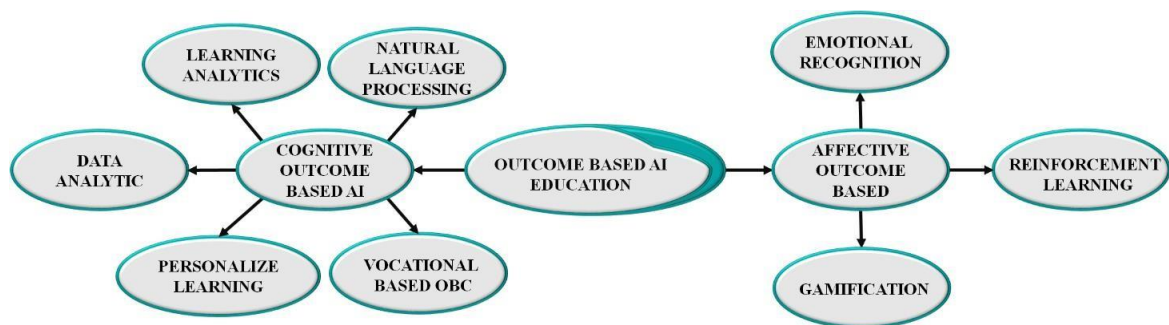 LEARNING
ANALYTICS
NATURAL
LANGUAGE
PROCESSING
EMOTIONAL
RECOGNITION
DATA
ANALYTIC
COGNITIVE
OUTCOME
BASED AI
OUTCOME BASED AI
EDUCATION
AFFECTIVE
OUTCOME
BASED
REINFORCEMENT
LEARNING
PERSONALIZE
LEARNING
VOCATIONAL
BASED OBC
GAMIFICATION